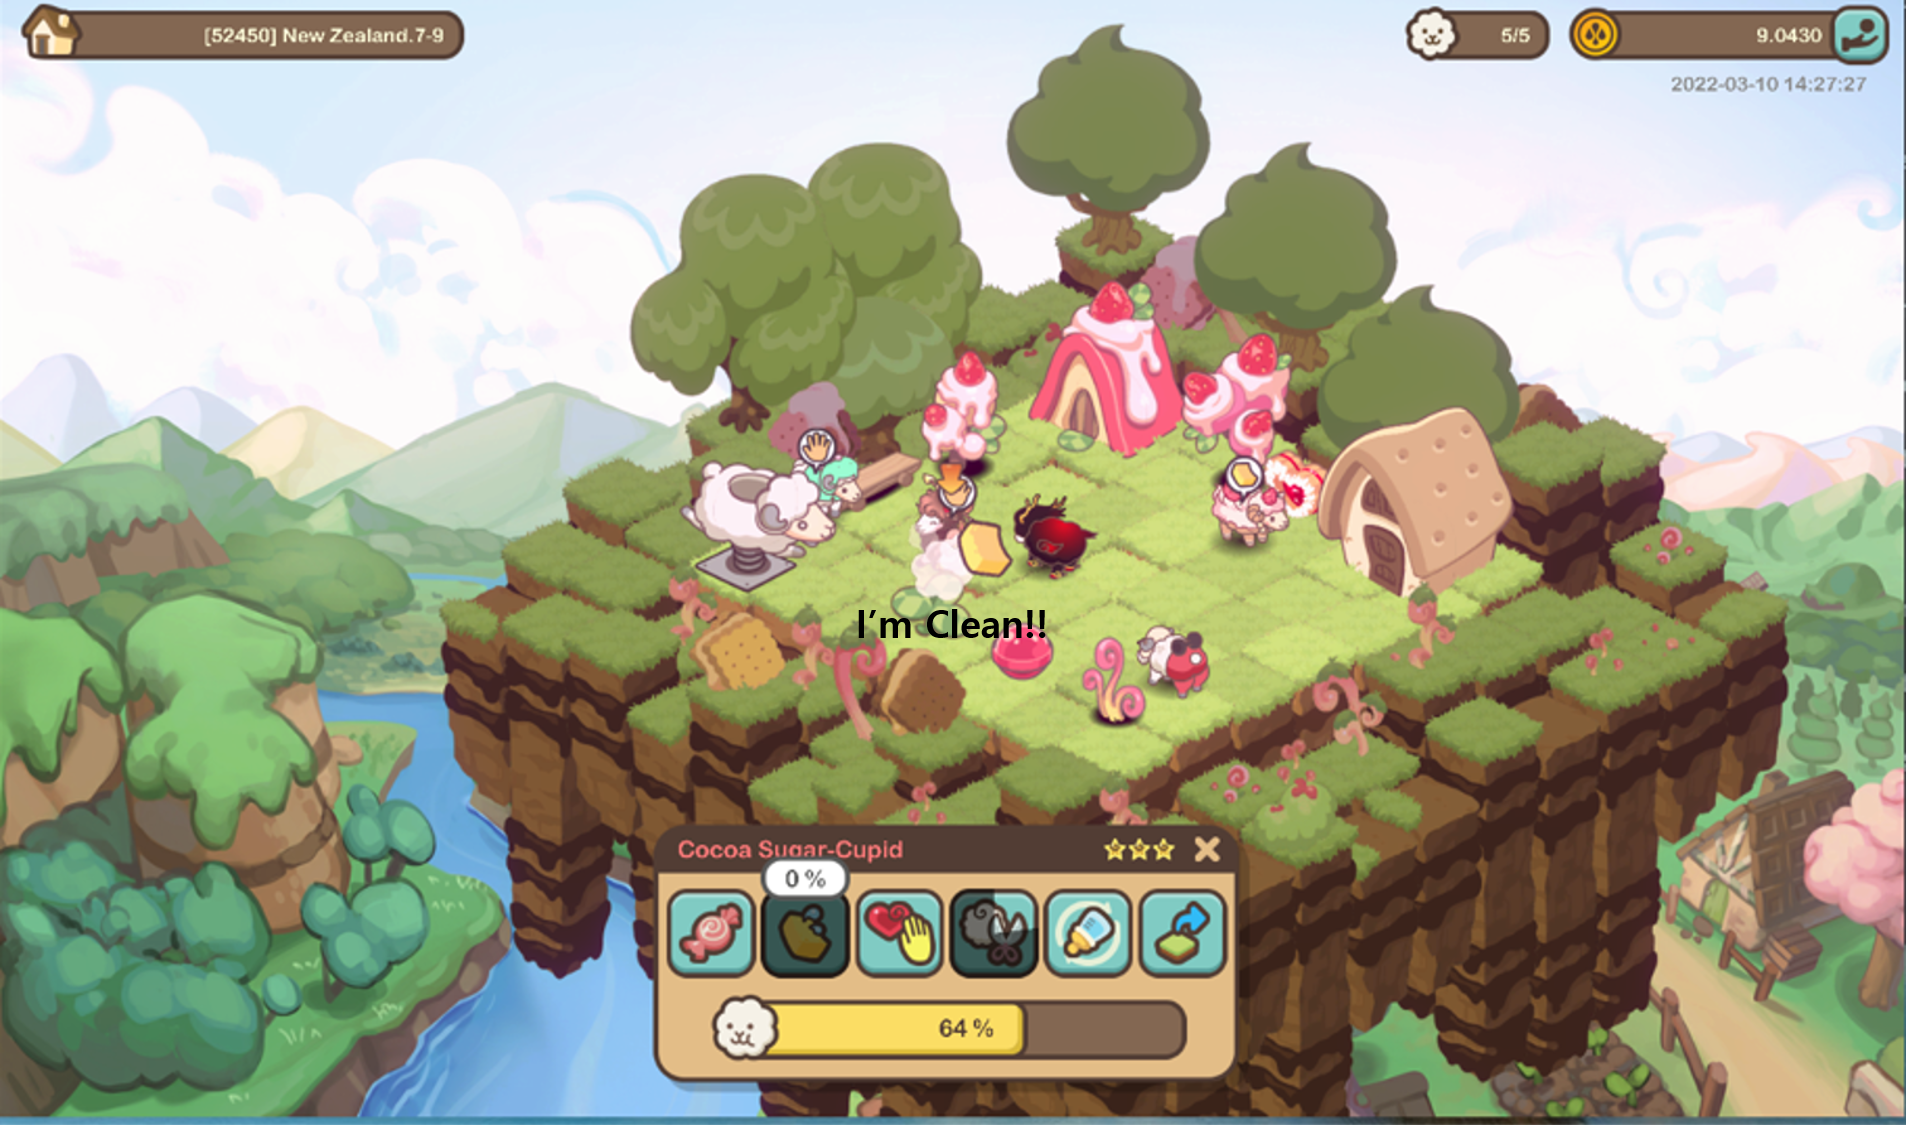 [52450] New Zealand.7-9
5/5
9.0430
2022-03-10 14:27:27
I'm Clean!!
Cocoa Sugar-Cupid
0 %
64 %